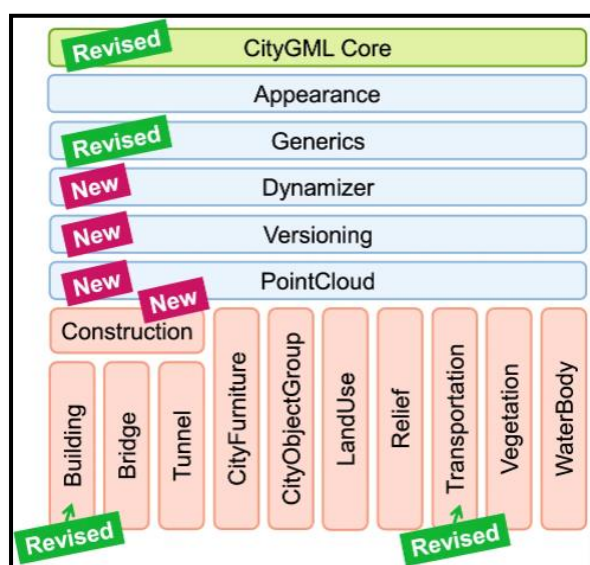 Revised
CityGML Core
Appearance
Revised
Generics
New
Dynamizer
New
Versioning
New
PointCloud
New
Construction
Building
Bridge
Tunnel
CityFurniture
CityObjectGroup
LandUse
Relief
Transportation
Vegetation
WaterBody
Revised
Revised